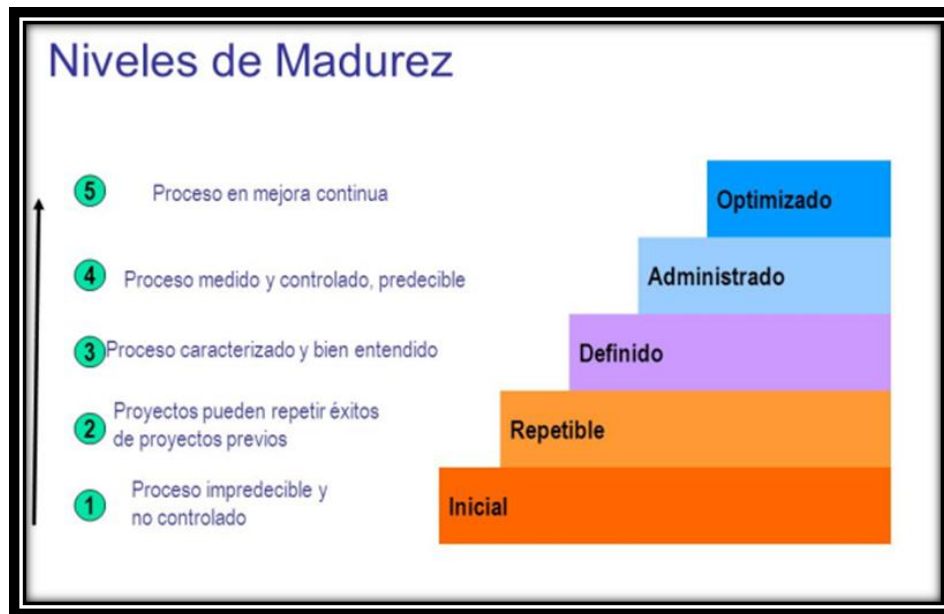 Niveles de Madurez
5 Proceso en mejora continua Optimizado
4 Proceso medido y controlado, predecible Administrado
3 Proceso caracterizado y bien entendido Definido
2 Proyectos pueden repetir éxitos
de proyectos previos
Repetible
1 Proceso impredecible y
no controlado
Inicial